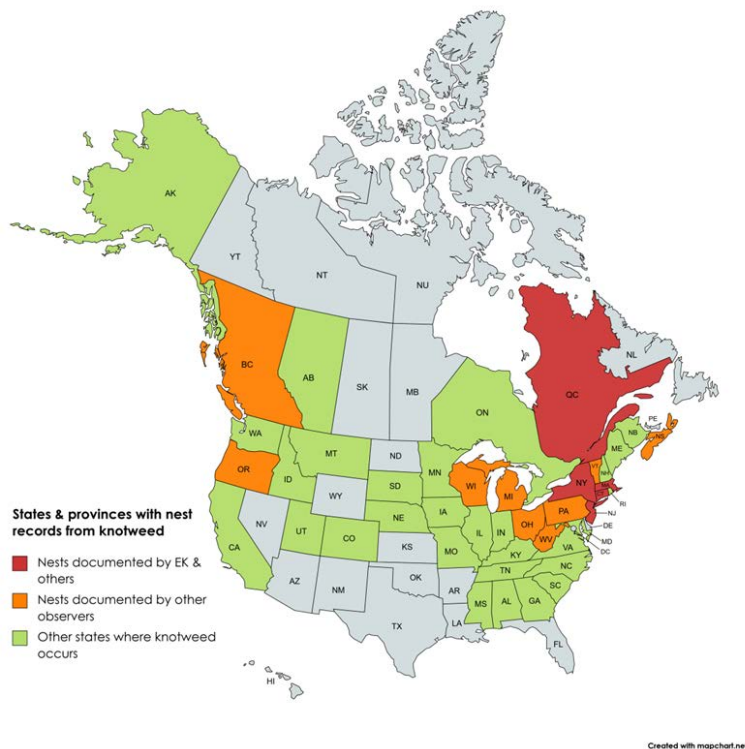 AK
YT
NT
NU
BC
AB
SK
MB
ON
QC
NL
PE
NB
NS
WA
MT
ND
MN
ME
VT
NH
OR
ID
WY
SD
WI
MI
NY
MA
CT
RI
NV
UT
CO
NE
IA
IL
IN
OH
PA
NJ
DE
MD
DC
CA
KS
MO
KY
WV
VA
AZ
NM
OK
AR
TN
NC
SC
TX
LA
MS
AL
GA
FL
HI
States & provinces with nest
records from knotweed
Nests documented by EK &
others
Nests documented by other
observers
Other states where knotweed
occurs
Created with mapchart.ne